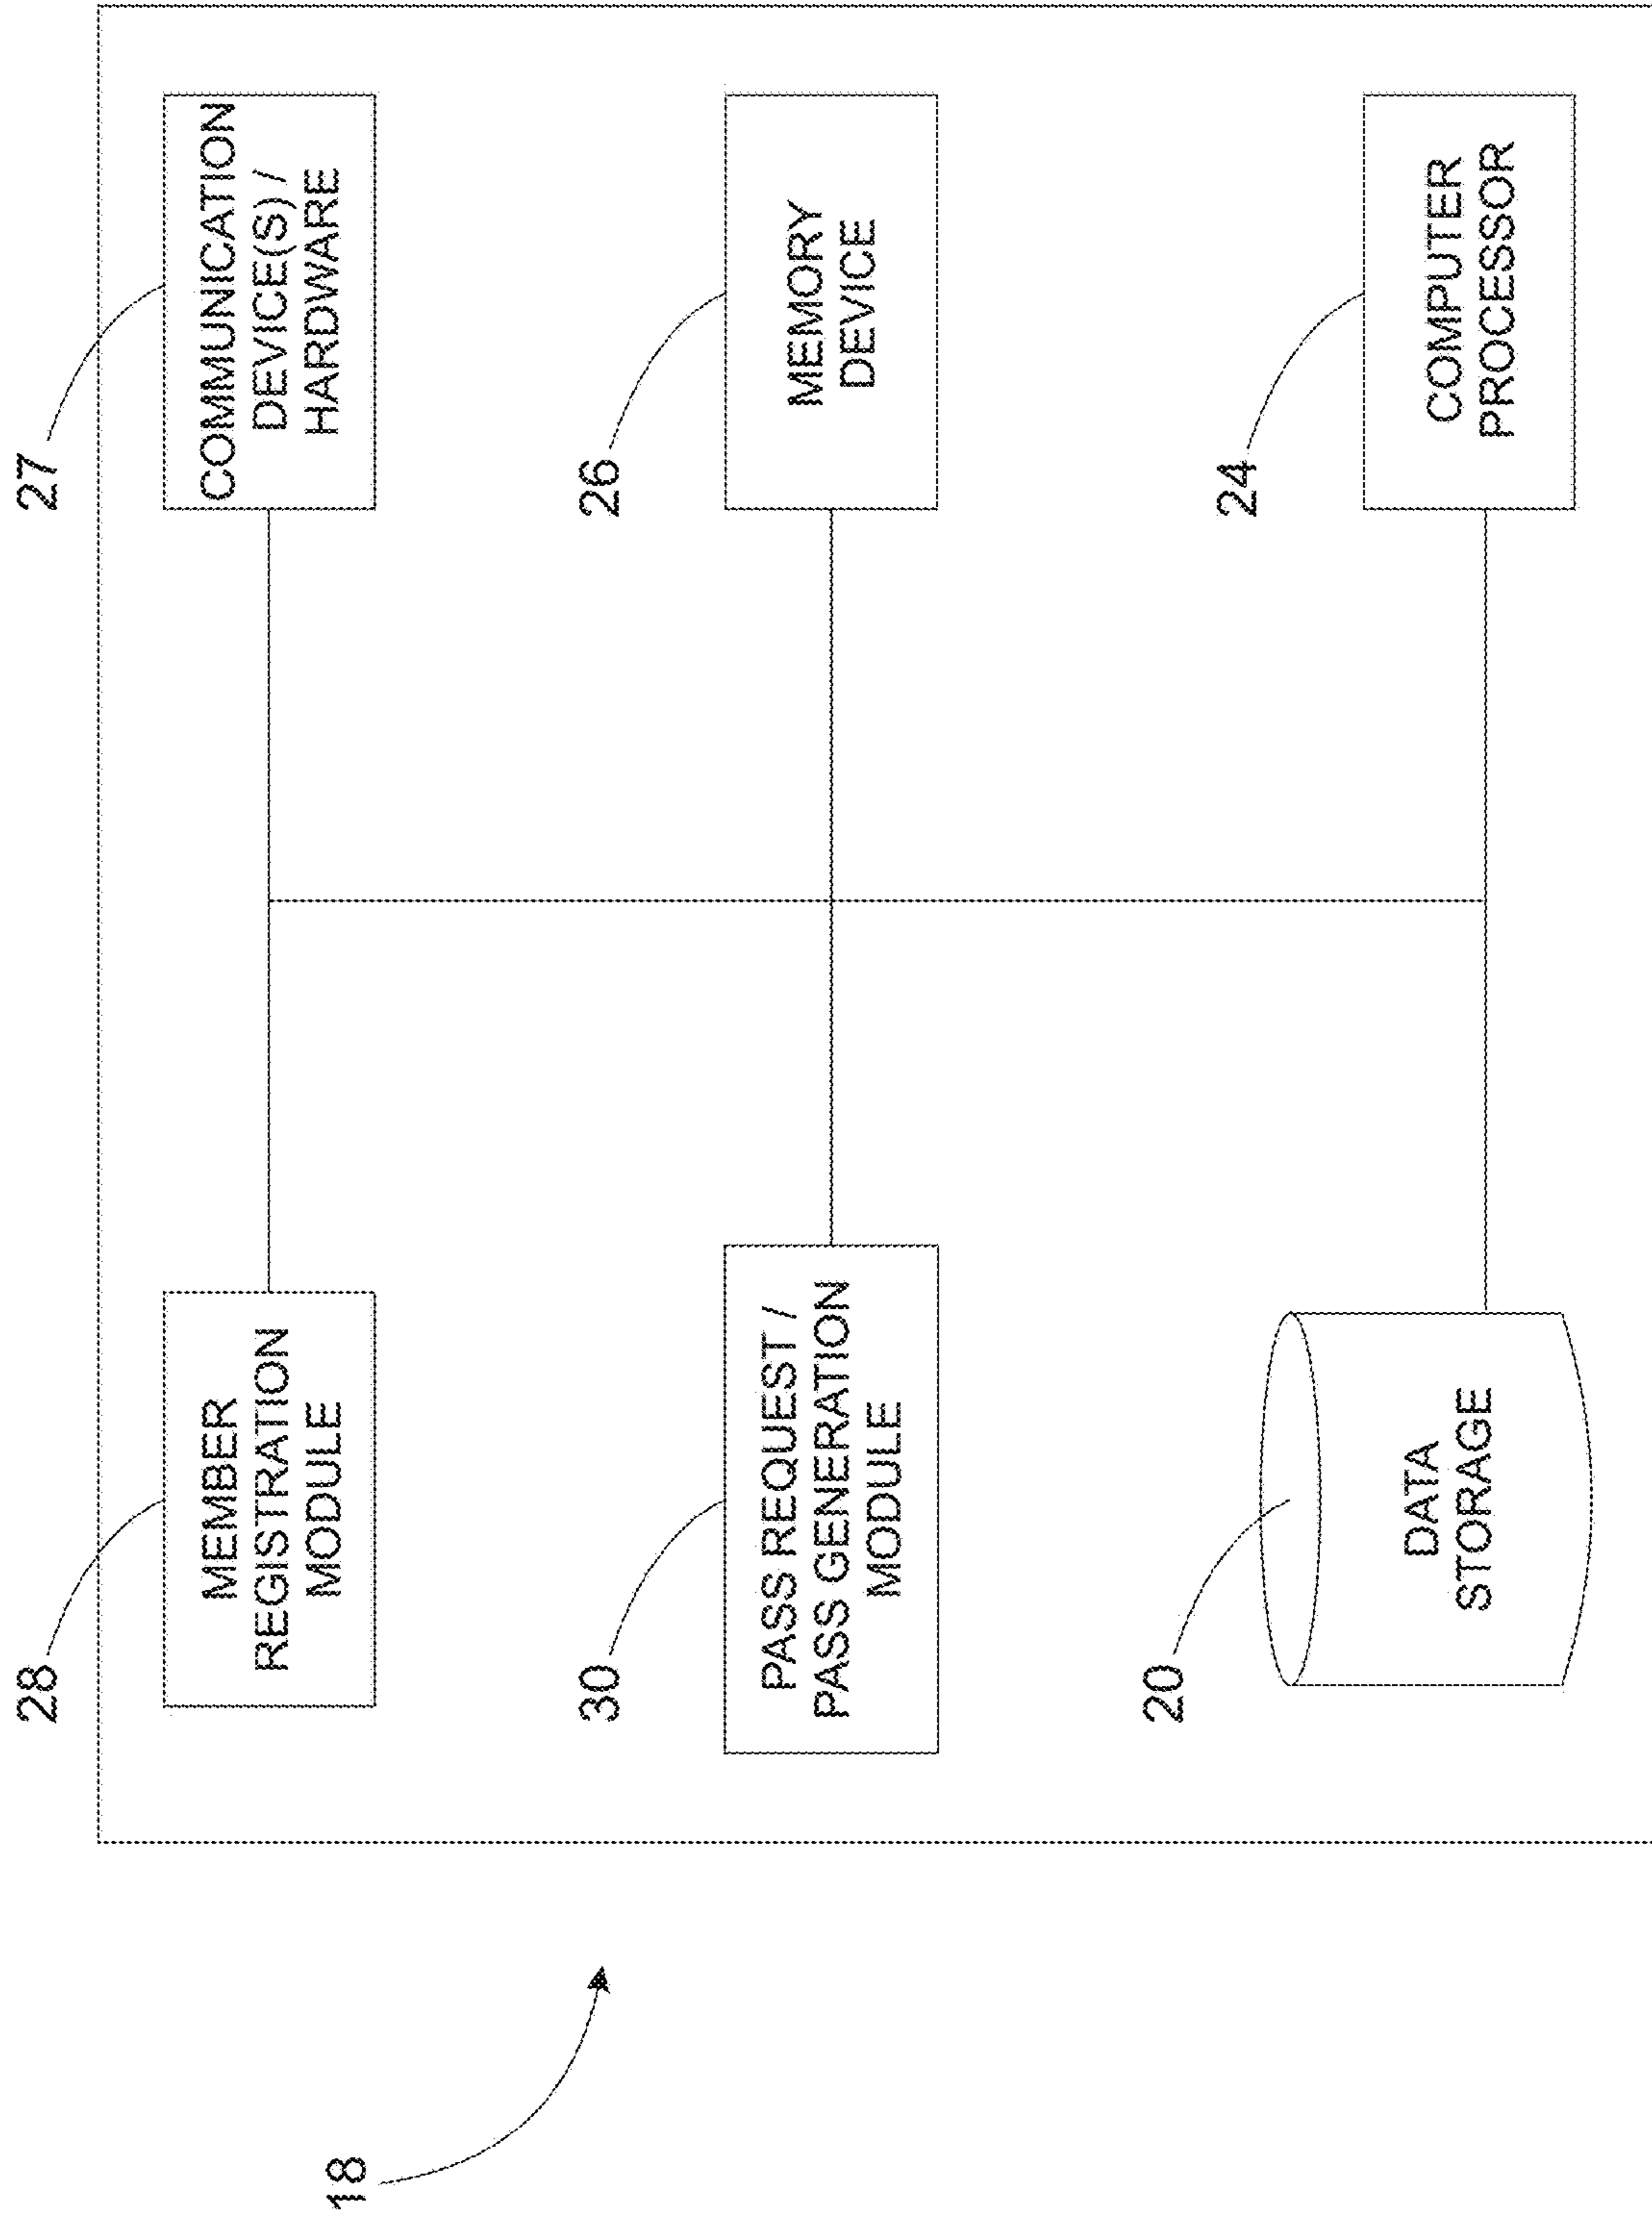 18
28
MEMBER
REGISTRATION
MODULE
27
COMMUNICATION
DEVICE(S) /
HARDWARE
30
PASS REQUEST /
PASS GENERATION
MODULE
26
MEMORY
DEVICE
20
DATA
STORAGE
24
COMPUTER
PROCESSOR